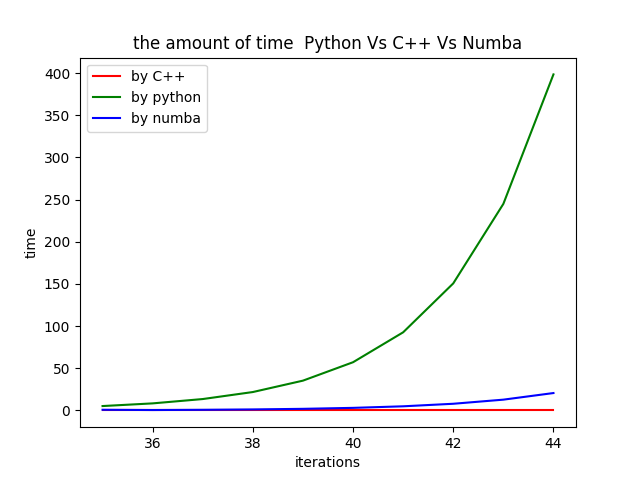 the amount of time  Python Vs C++ Vs Numba
by C++
by python
by numba
400
350
300
250
200
150
100
50
0
time
36 38 40 42 44
iterations